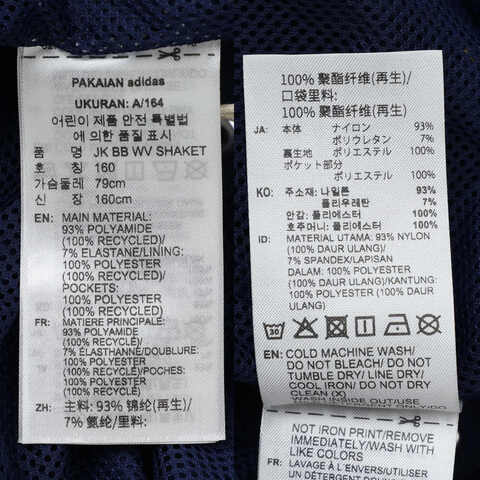 PAKAIAN adidas
UKURAN: A/164
어린이 제품 안전 특별법
에 의한 품질 표시
품 명 JK BB WV SHAKET
호 칭 160
가슴둘레 79cm
신 장 160cm
EN: MAIN MATERIAL:
93% POLYAMIDE
(100% RECYCLED)/
7% ELASTANE/LINING:
100% POLYESTER
(100% RECYCLED)/
POCKETS:
100% POLYESTER
(100% RECYCLED)
FR: MATIERE PRINCIPALE:
93% POLYAMIDE
(100% RECYCLÉ)/
7% ÉLASTHANNE/DOUBLURE:
100% POLYESTER
(100% RECYCLÉ)/POCHES:
100% POLYESTER
(100% RECYCLÉ)
ZH: 主料: 93% 锦纶(再生)/
7% 氨纶/里料:
100% 聚酯纤维(再生)/
口袋里料:
100% 聚酯纤维(再生)
JA: 本体 ナイロン 93%
ポリウレタン 7%
裏生地 ポリエステル 100%
ポケット部分
ポリエステル 100%
KO: 주소재: 나일론 93%
폴리우레탄 7%
안감: 폴리에스터 100%
호주머니: 폴리에스터 100%
ID: MATERIAL UTAMA: 93% NYLON
(100% DAUR ULANG)/
7% SPANDEX/LAPISAN
DALAM: 100% POLYESTER
(100% DAUR ULANG)/KANTUNG:
100% POLYESTER (100% DAUR
ULANG)
30
EN: COLD MACHINE WASH/
DO NOT BLEACH/ DO NOT
TUMBLE DRY/ LINE DRY/
COOL IRON/ DO NOT DRY
CLEAN (X)
WASH INSIDE OUT/DO
NOT IRON PRINT/REMOVE
IMMEDIATELY/WASH WITH
LIKE COLORS
FR: LAVAGE À L'ENVERS/UTILISER
UN DETERGENT DOUX